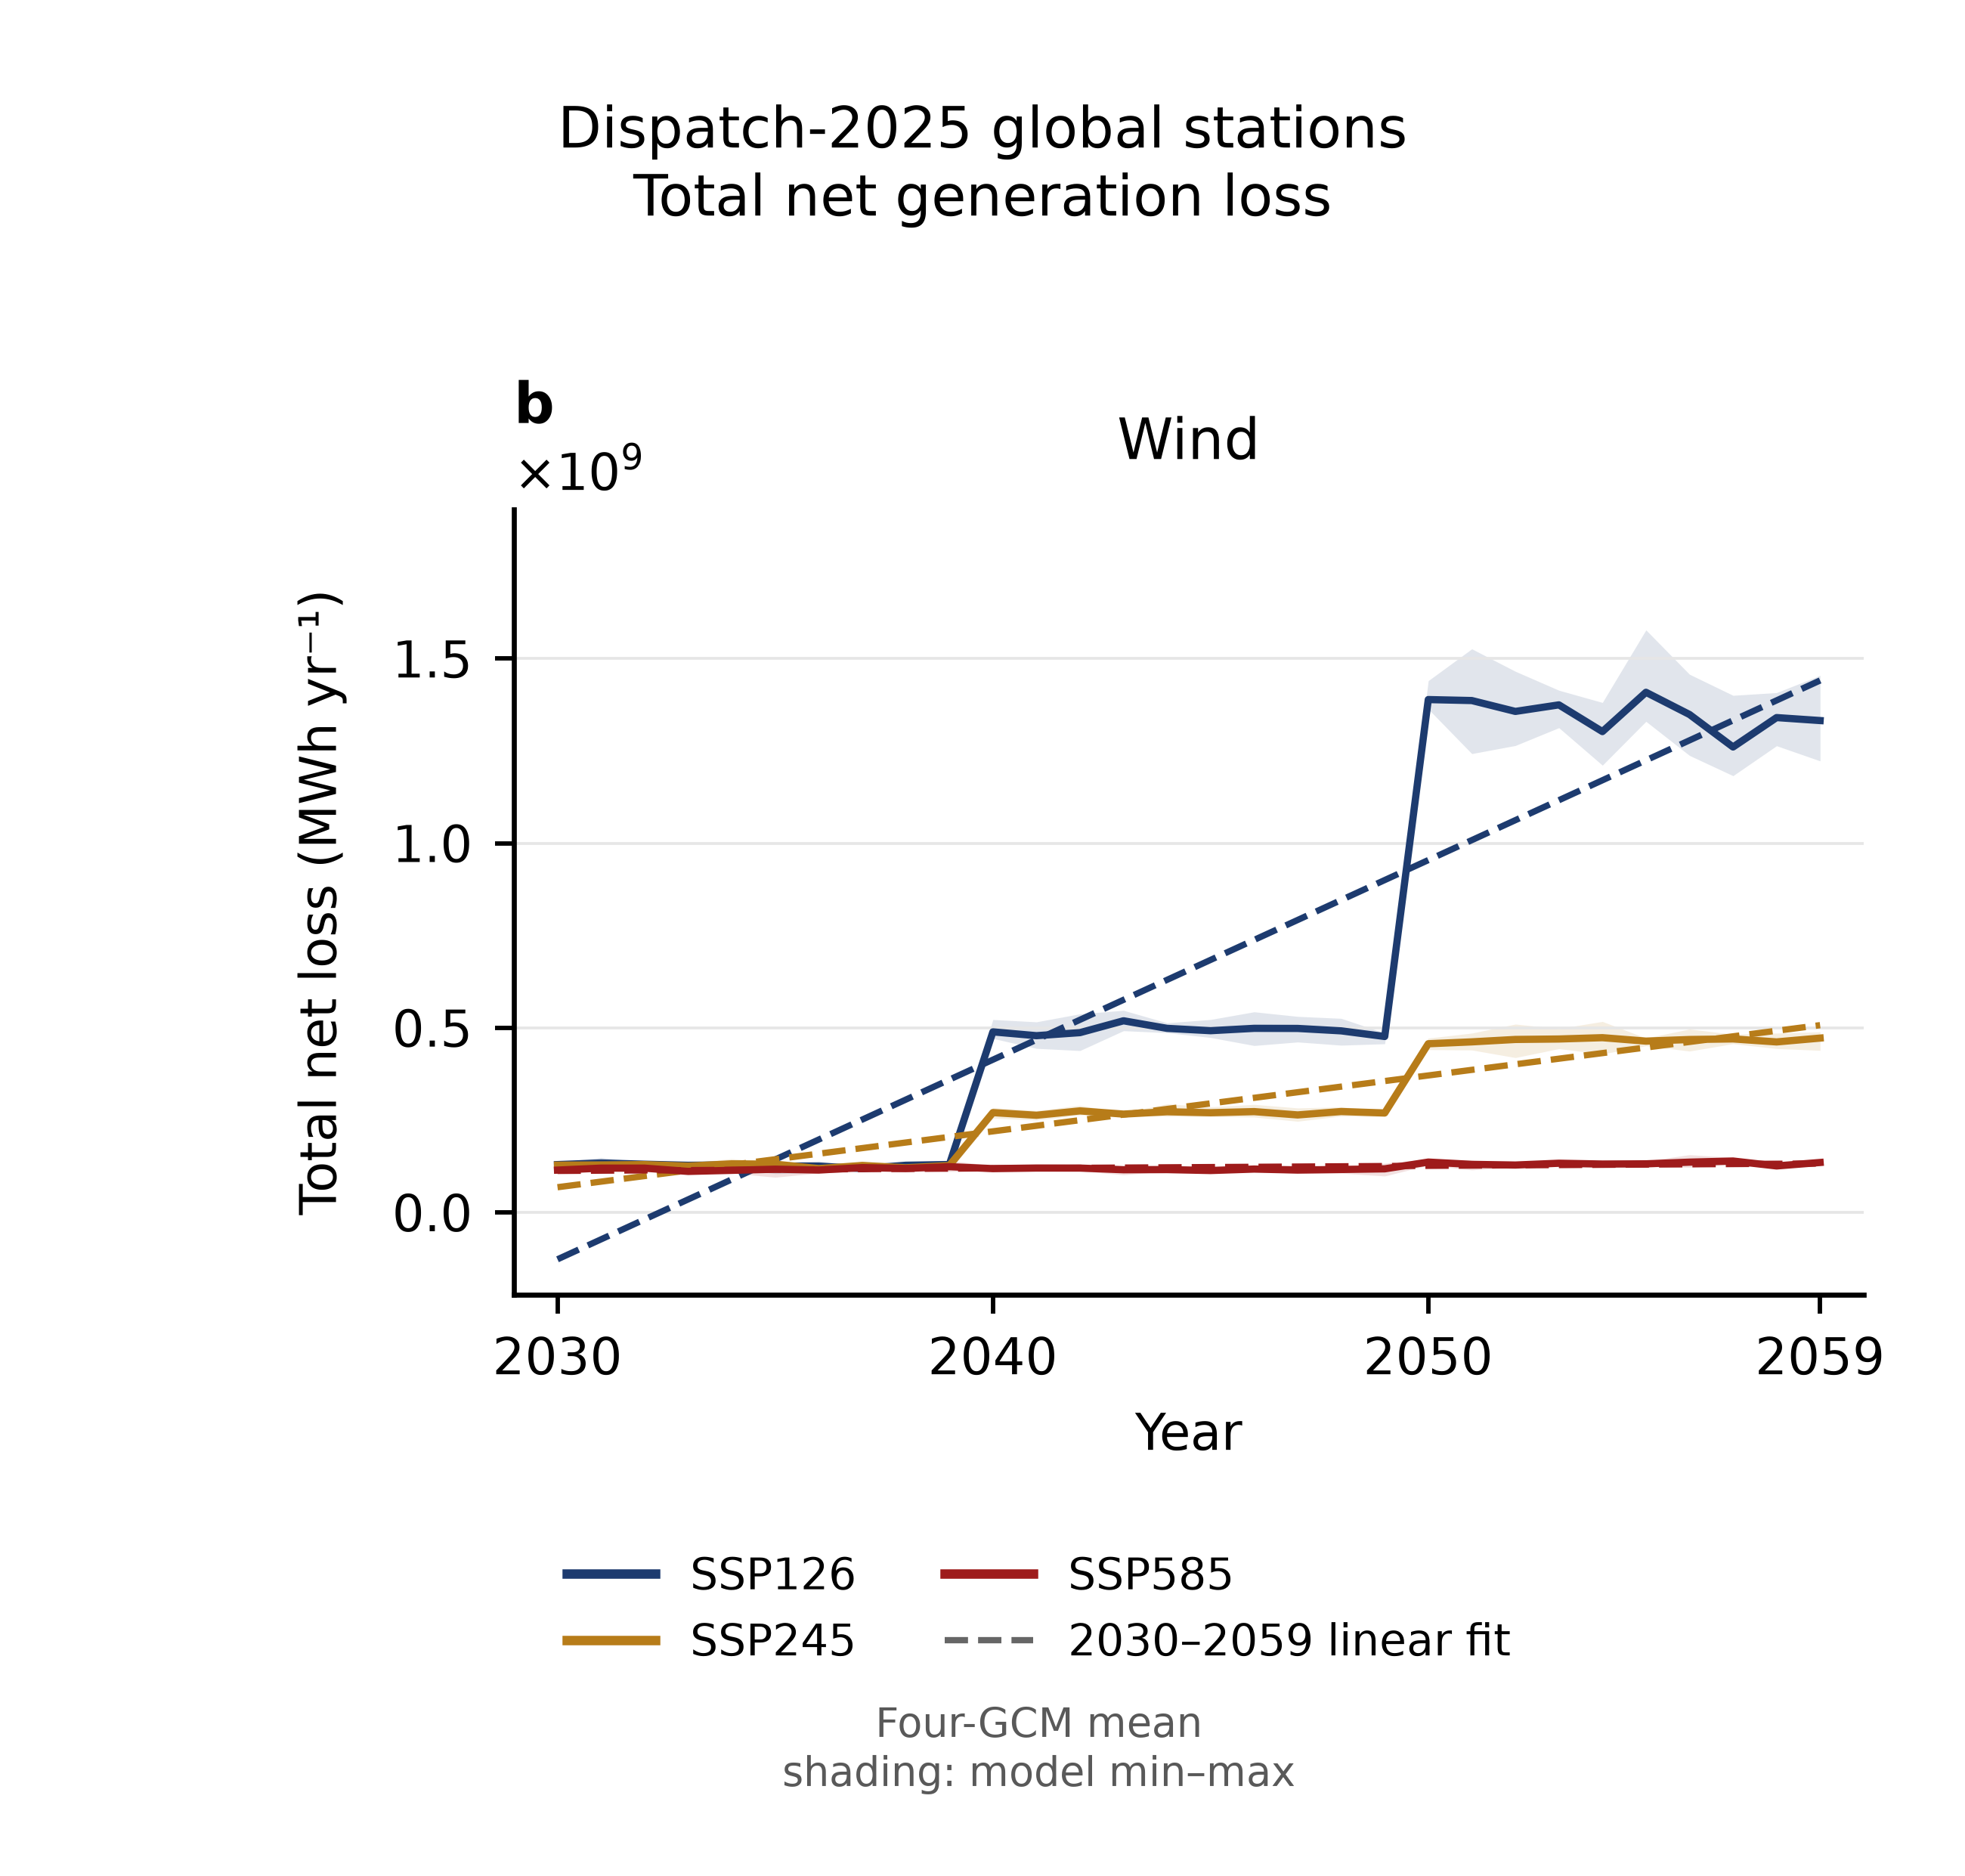 Dispatch-2025 global stations
Total net generation loss
b
×10⁹
Wind
Total net loss (MWh yr⁻¹)
1.5
1.0
0.5
0.0
2030
2040
2050
2059
Year
SSP126
SSP585
SSP245
2030–2059 linear fit
Four-GCM mean
shading: model min–max